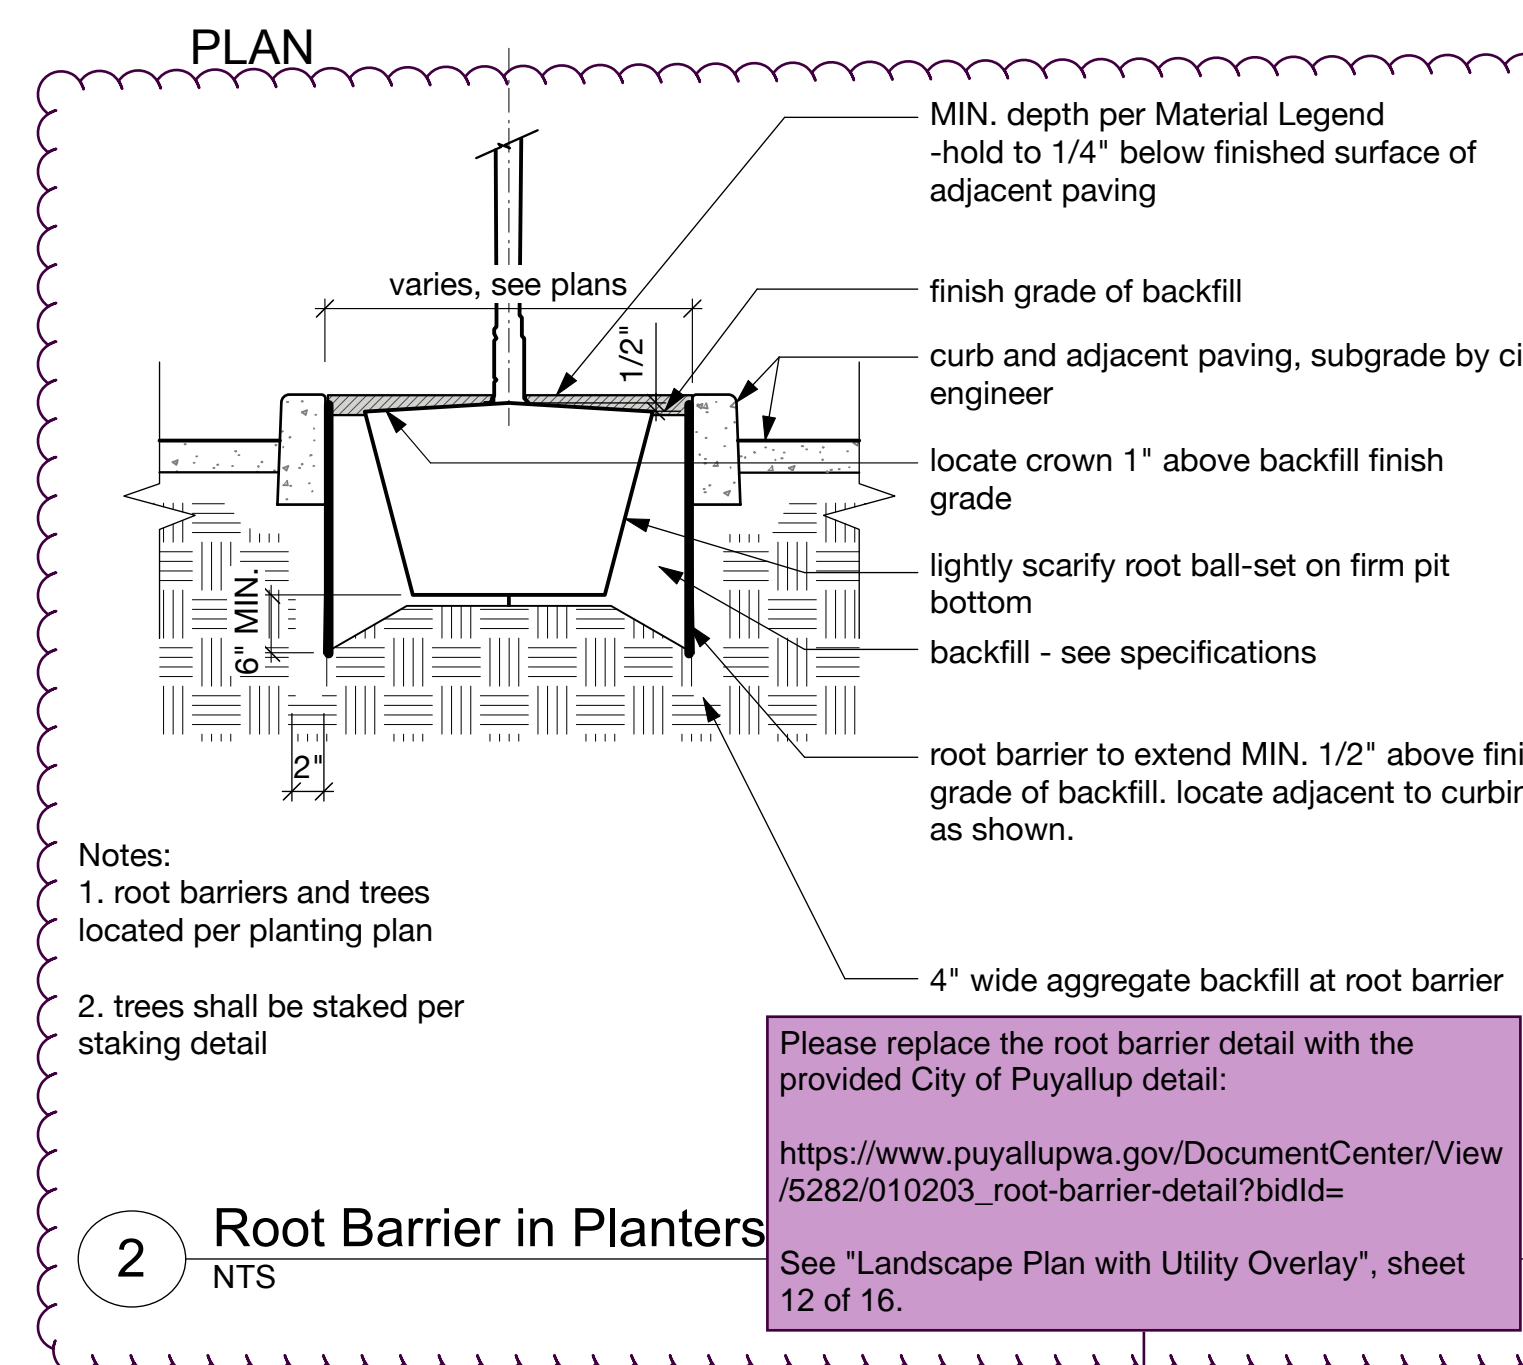 PLAN
MIN. depth per Material Legend
-hold to 1/4" below finished surface of
adjacent paving
varies, see plans
finish grade of backfill
1/2"
curb and adjacent paving, subgrade by
engineer
locate crown 1" above backfill finish
grade
lightly scarify root ball-set on firm pit
bottom
6" MIN.
backfill - see specifications
2"
root barrier to extend MIN. 1/2" above
grade of backfill. locate adjacent to
as shown.
Notes:
1. root barriers and trees
located per planting plan
2. trees shall be staked per
staking detail
4" wide aggregate backfill at root barrier
Please replace the root barrier detail with the
provided City of Puyallup detail:
https://www.puyallupwa.gov/DocumentCenter/View
/5282/010203_root-barrier-detail?bidId=
See "Landscape Plan with Utility Overlay", sheet
12 of 16.
2
Root Barrier in Planters
NTS